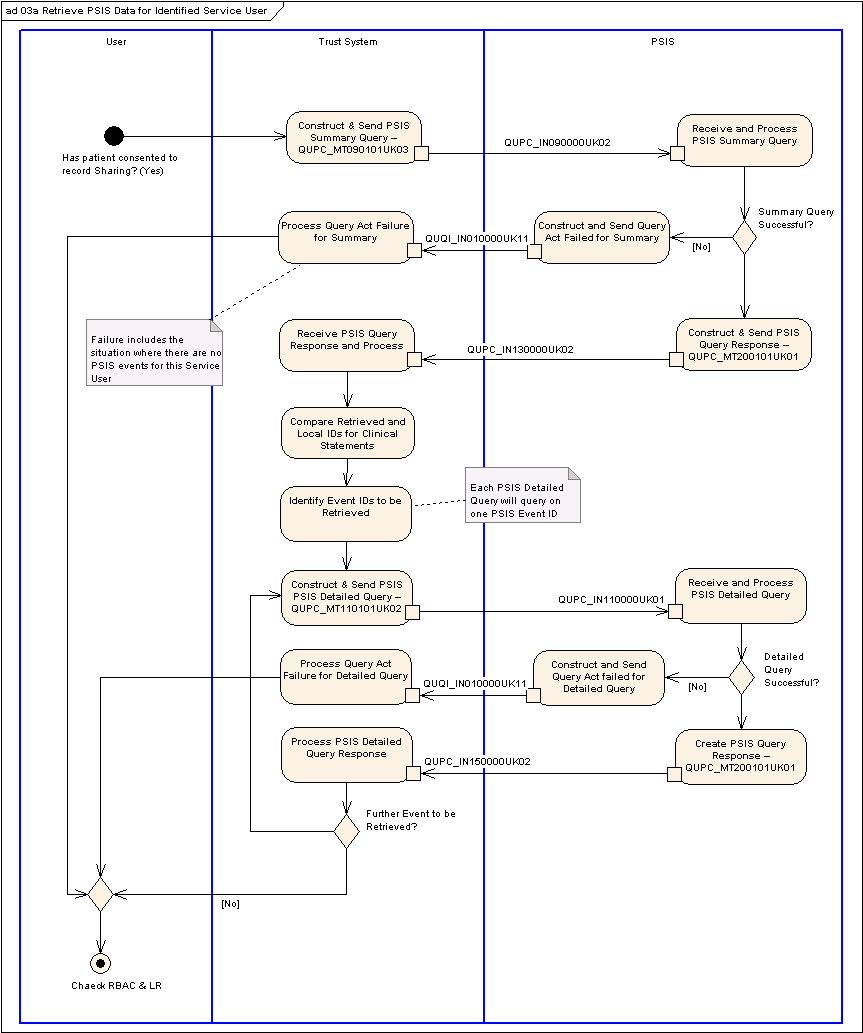 ad 03a Retrieve PSIS Data for Identified Service User
User
Trust System
PSIS
Has patient consented to
record Sharing? (Yes)
Construct & Send PSIS
Summary Query –
QUPC_MT090101UK03
QUPC_IN090000UK02
Receive and Process
PSIS Summary Query
Summary Query
Successful?
[No]
Construct and Send Query
Act Failed for Summary
QUQI_IN010000UK11
Process Query Act Failure
for Summary
Failure includes the
situation where there are no
PSIS events for this Service
User
Construct & Send PSIS
Query Response –
QUPC_MT200101UK01
QUPC_IN130000UK02
Receive PSIS Query
Response and Process
Compare Retrieved and
Local IDs for Clinical
Statements
Identify Event IDs to be
Retrieved
Each PSIS Detailed
Query will query on
one PSIS Event ID
Construct & Send PSIS
PSIS Detailed Query –
QUPC_MT110101UK02
QUPC_IN110000UK01
Receive and Process
PSIS Detailed Query
Detailed
Query
Successful?
[No]
Construct and Send
Query Act failed for
Detailed Query
QUQI_IN010000UK11
Process Query Act
Failure for Detailed Query
Create PSIS Query
Response –
QUPC_MT200101UK01
QUPC_IN150000UK02
Process PSIS Detailed
Query Response
Further Event to be
Retrieved?
[No]
Chaeck RBAC & LR